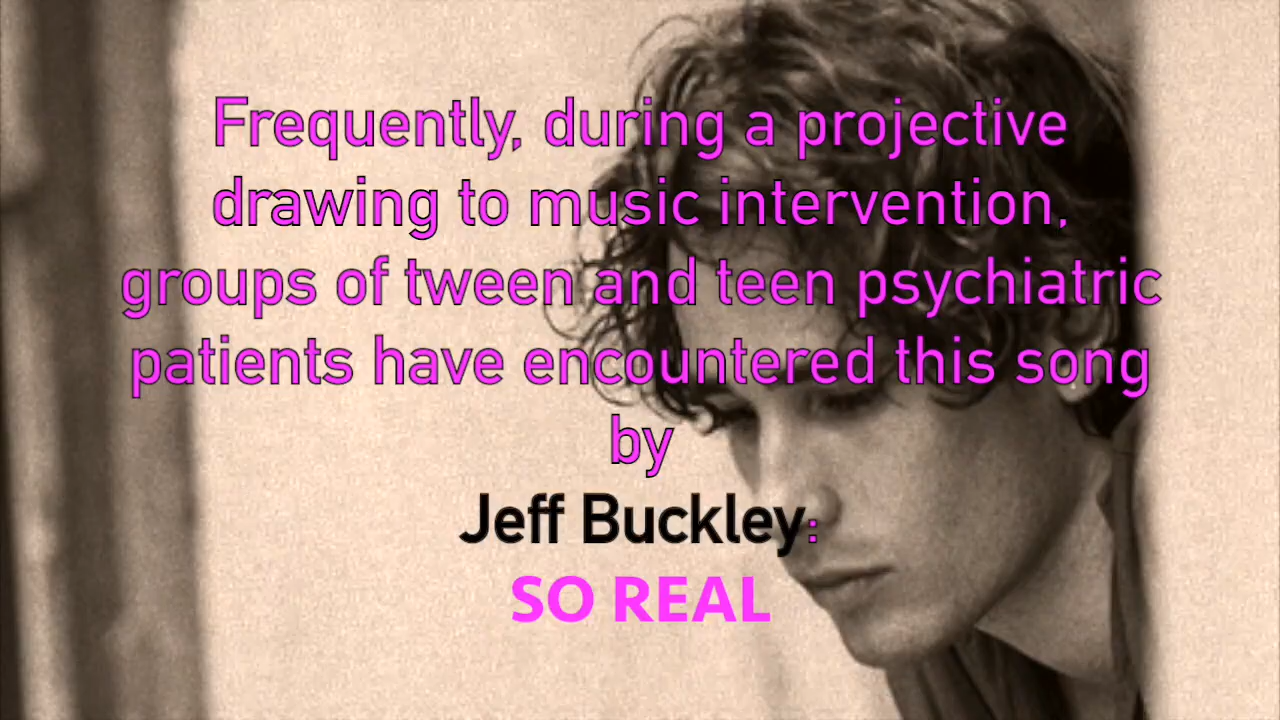 Frequently, during a projective
drawing to music intervention,
groups of tween and teen psychiatric
patients have encountered this song
by
Jeff Buckley:
SO REAL